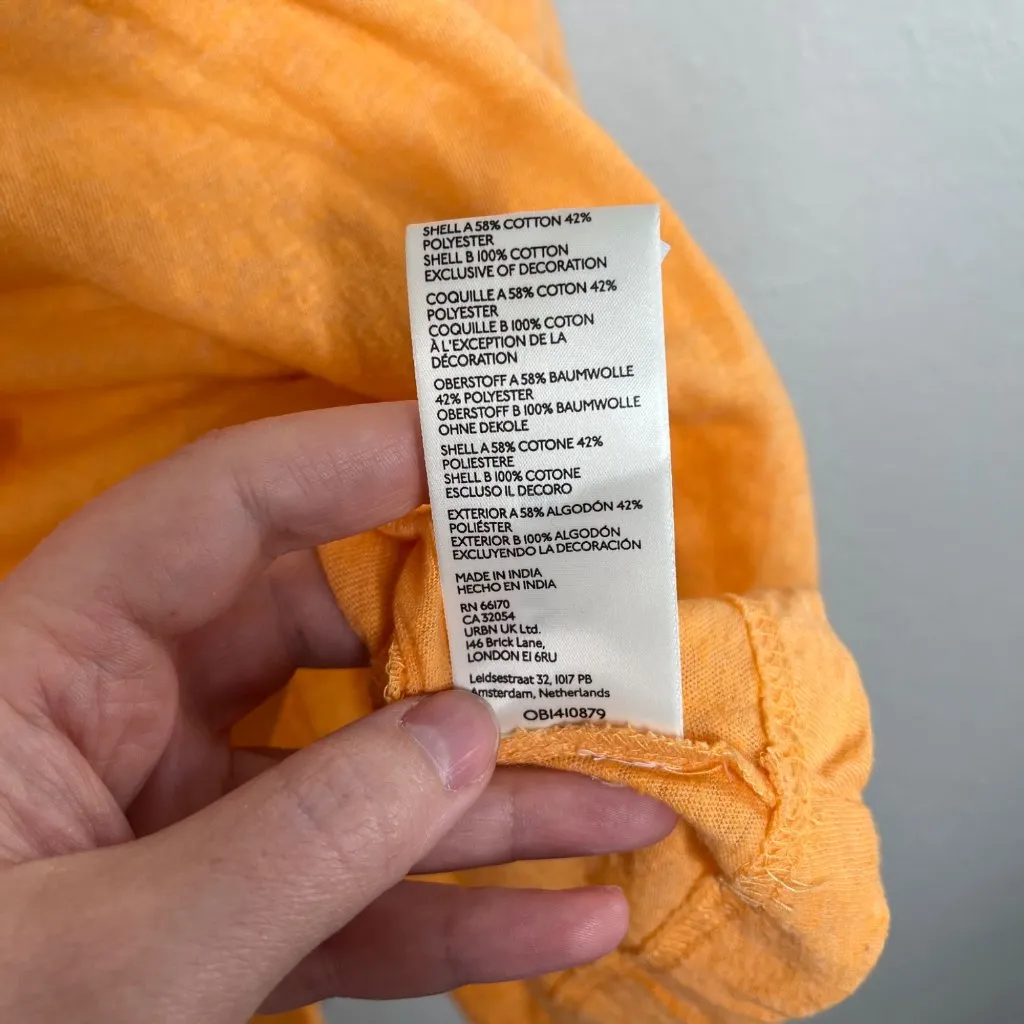 SHELL A 58% COTTON 42%
POLYESTER
SHELL B 100% COTTON
EXCLUSIVE OF DECORATION
COQUILLE A 58% COTON 42%
POLYESTER
COQUILLE B 100% COTON
À L'EXCEPTION DE LA
DÉCORATION
OBERSTOFF A 58% BAUMWOLLE
42% POLYESTER
OBERSTOFF B 100% BAUMWOLLE
OHNE DEKOLE
SHELL A 58% COTONE 42%
POLIESTERE
SHELL B 100% COTONE
ESCLUSO IL DECORO
EXTERIOR A 58% ALGODÓN 42%
POLIÉSTER
EXTERIOR B 100% ALGODÓN
EXCLUYENDO LA DECORACIÓN
MADE IN INDIA
HECHO EN INDIA
RN 66170
CA 32054
URBN UK Ltd.
146 Brick Lane,
LONDON E1 6RU
Leidsestraat 32, 1017 PB
Amsterdam, Netherlands
OB1410879